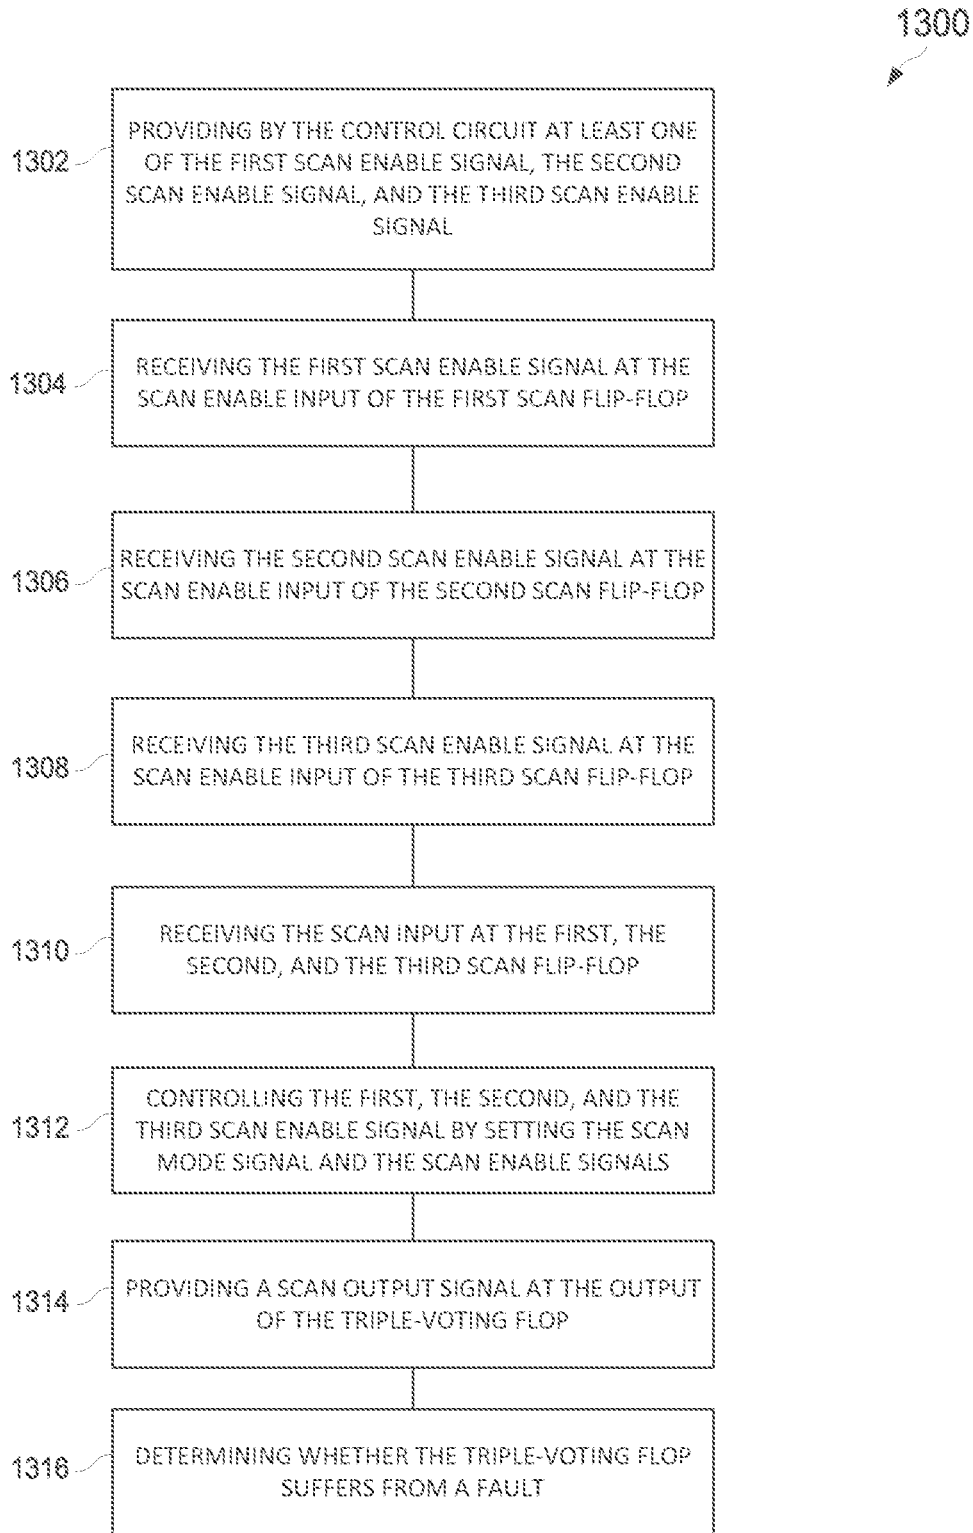 1300
1302
PROVIDING BY THE CONTROL CIRCUIT AT LEAST ONE
OF THE FIRST SCAN ENABLE SIGNAL, THE SECOND
SCAN ENABLE SIGNAL, AND THE THIRD SCAN ENABLE
SIGNAL
1304
RECEIVING THE FIRST SCAN ENABLE SIGNAL AT THE
SCAN ENABLE INPUT OF THE FIRST SCAN FLIP-FLOP
1306
RECEIVING THE SECOND SCAN ENABLE SIGNAL AT THE
SCAN ENABLE INPUT OF THE SECOND SCAN FLIP-FLOP
1308
RECEIVING THE THIRD SCAN ENABLE SIGNAL AT THE
SCAN ENABLE INPUT OF THE THIRD SCAN FLIP-FLOP
1310
RECEIVING THE SCAN INPUT AT THE FIRST, THE
SECOND, AND THE THIRD SCAN FLIP-FLOP
1312
CONTROLLING THE FIRST, THE SECOND, AND THE
THIRD SCAN ENABLE SIGNAL BY SETTING THE SCAN
MODE SIGNAL AND THE SCAN ENABLE SIGNALS
1314
PROVIDING A SCAN OUTPUT SIGNAL AT THE OUTPUT
OF THE TRIPLE-VOTING FLOP
1316
DETERMINING WHETHER THE TRIPLE-VOTING FLOP
SUFFERS FROM A FAULT